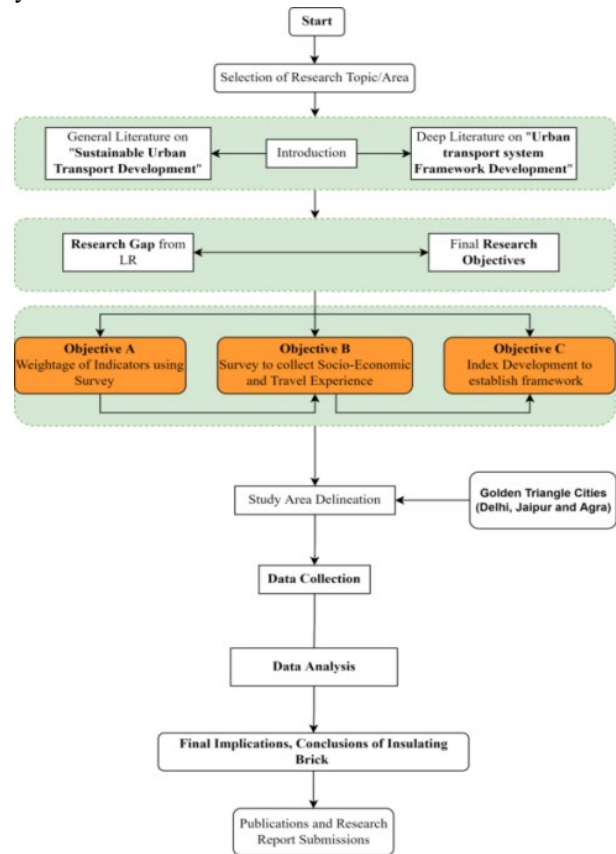 y
Start
Selection of Research Topic/Area
General Literature on
"Sustainable Urban
Transport Development"
Introduction
Deep Literature on "Urban
transport system
Framework Development"
Research Gap from
LR
Final Research
Objectives
Objective A
Weightage of Indicators using
Survey
Objective B
Survey to collect Socio-Economic
and Travel Experience
Objective C
Index Development to
establish framework
Study Area Delineation
Golden Triangle Cities
(Delhi, Jaipur and Agra)
Data Collection
Data Analysis
Final Implications, Conclusions of Insulating
Brick
Publications and Research
Report Submissions